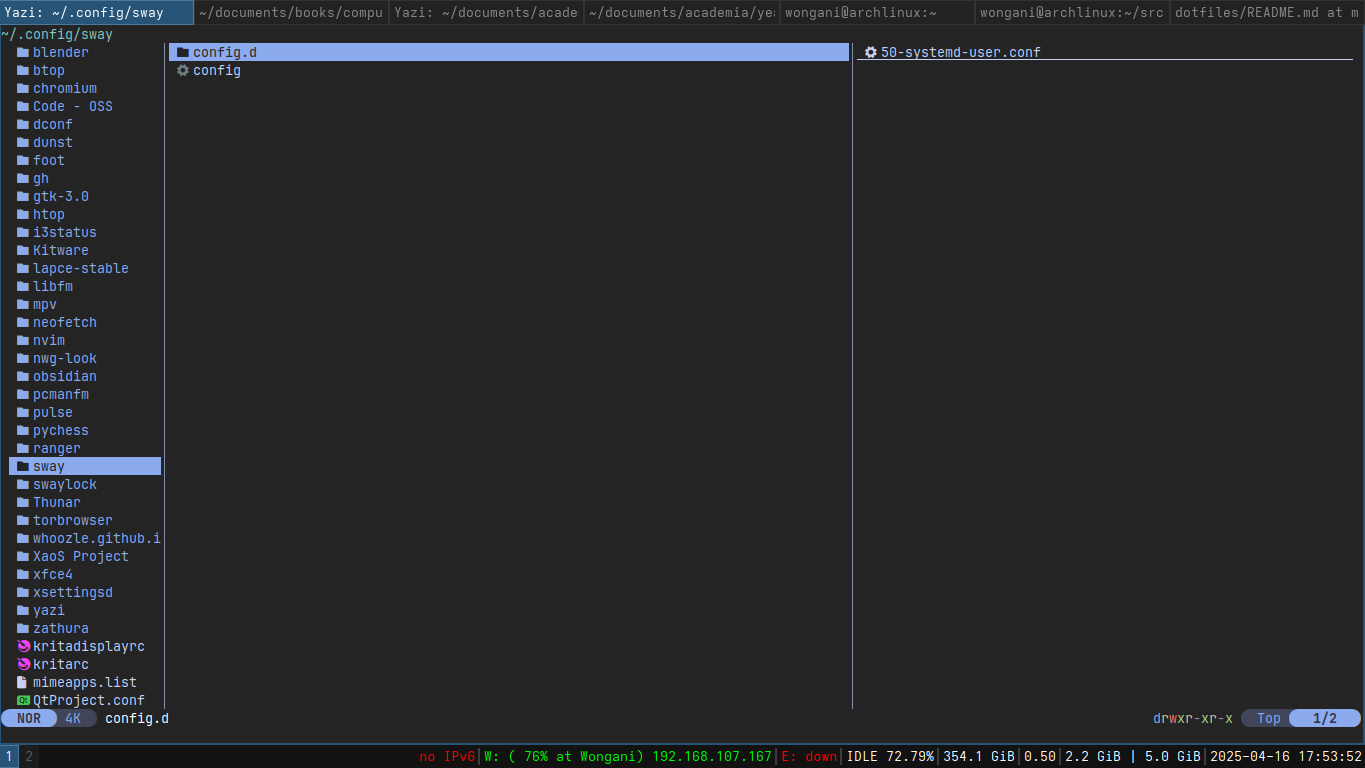 Yazi: ~/.config/sway
~/documents/books/compu
Yazi: ~/documents/acade
~/documents/academia/ye
wongani@archlinux:~
wongani@archlinux:~/src
dotfiles/README.md at m
~/.config/sway
blender
btop
chromium
Code - OSS
dconf
dunst
foot
gh
gtk-3.0
htop
i3status
Kitware
lapce-stable
libfm
mpv
neofetch
nvim
nwg-look
obsidian
pcmanfm
pulse
pychess
ranger
sway
swaylock
Thunar
torbrowser
whoozle.github.i
XaoS Project
xfce4
xsettingsd
yazi
zathura
kritadisplayrc
kritarc
mimeapps.list
Qt QtProject.conf
config.d
config
50-systemd-user.conf
NOR 4K config.d drwxr-xr-x Top 1/2
1 2 no IPv6|W: ( 76% at Wongani) 192.168.107.167|E: down|IDLE 72.79%|354.1 GiB|0.50|2.2 GiB | 5.0 GiB|2025-04-16 17:53:52